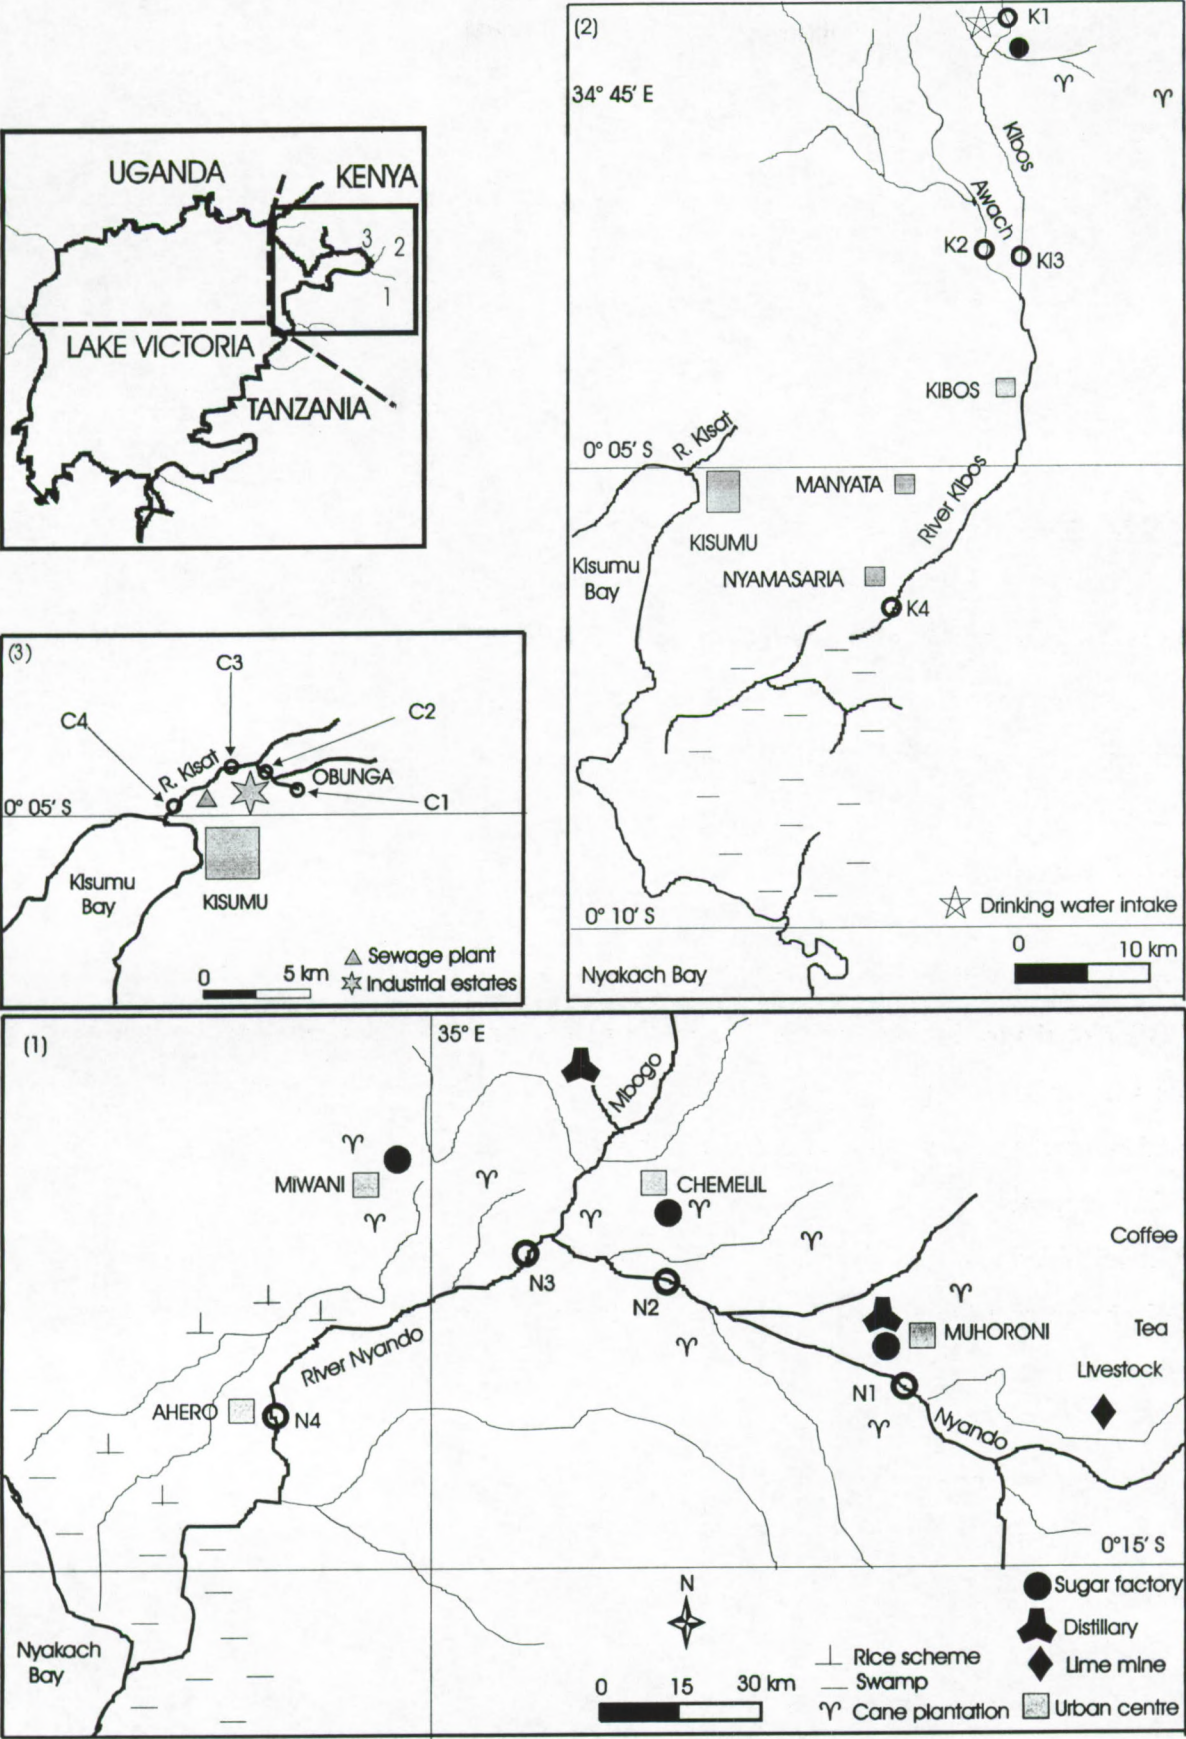 UGANDA
KENYA
3
2
1
LAKE VICTORIA
TANZANIA
(2)
K1
34° 45′ E
Kibos
Awach
K2
KI3
KIBOS
0° 05′ S
R. Kisat
MANYATA
River Kibos
KISUMU
Kisumu
Bay
NYAMASARIA
K4
0° 10′ S
Drinking water intake
0 10 km
Nyakach Bay
(3)
C3
C4
C2
R. Kisat
OBUNGA
C1
0° 05′ S
Kisumu
Bay
KISUMU
Sewage plant
0 5 km
Industrial estates
(1)
35° E
Mbogo
MIWANI
CHEMELIL
Coffee
N3
N2
MUHORONI
Tea
River Nyando
Livestock
N1
AHERO
N4
Nyando
0°15′ S
N
Sugar factory
Distillary
Nyakach
Bay
Rice scheme
Lime mine
Swamp
0 15 30 km
Cane plantation
Urban centre